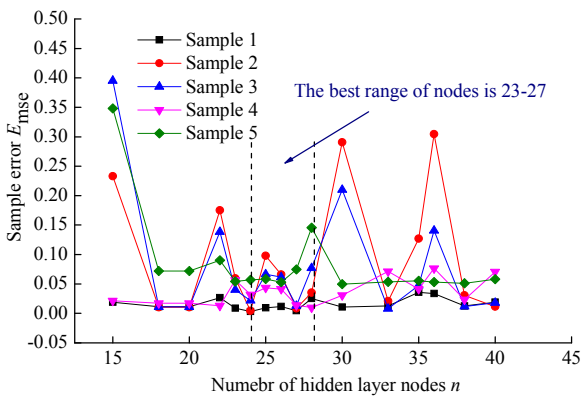 0.50
0.45
0.40
0.35
0.30
0.25
0.20
0.15
0.10
0.05
0.00
-0.05
Sample error Emse
Sample 1
Sample 2
Sample 3
Sample 4
Sample 5
The best range of nodes is 23-27
15 20 25 30 35 40
Numebr of hidden layer nodes n